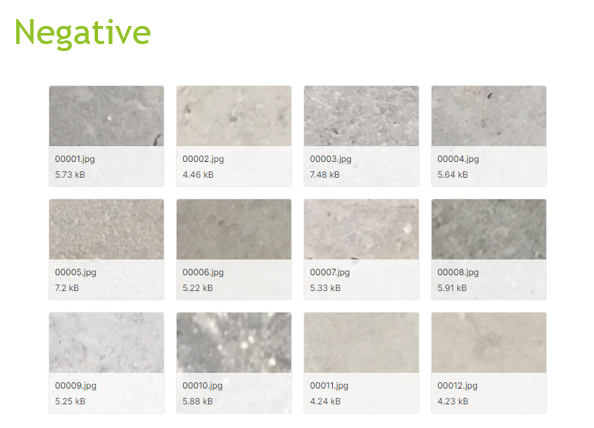 Negative
00001.jpg
5.73 kB
00002.jpg
4.46 kB
00003.jpg
7.48 kB
00004.jpg
5.64 kB
00005.jpg
7.2 kB
00006.jpg
5.22 kB
00007.jpg
5.33 kB
00008.jpg
5.91 kB
00009.jpg
5.25 kB
00010.jpg
5.88 kB
00011.jpg
4.24 kB
00012.jpg
4.23 kB